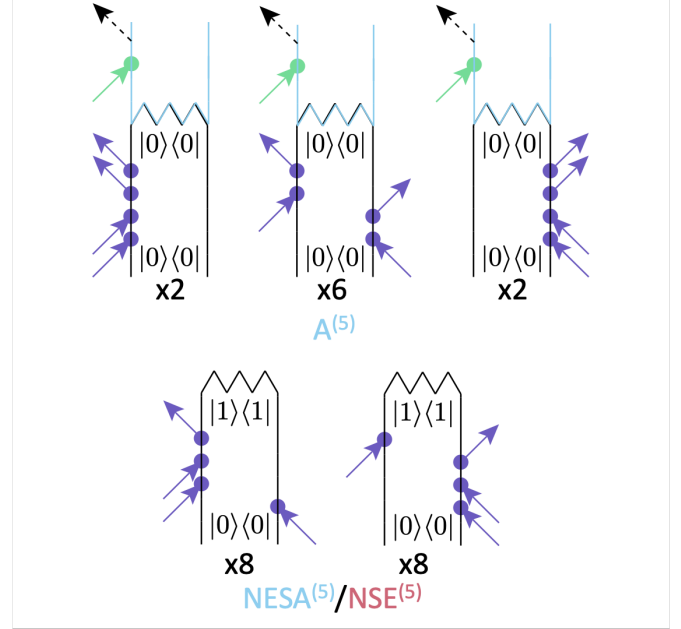 |0⟩⟨0| |0⟩⟨0| |0⟩⟨0|
|0⟩⟨0| |0⟩⟨0| |0⟩⟨0|
x2 x6 x2
A(5)
|1⟩⟨1| |1⟩⟨1|
|0⟩⟨0| |0⟩⟨0|
x8 x8
NESA(5)/NSE(5)